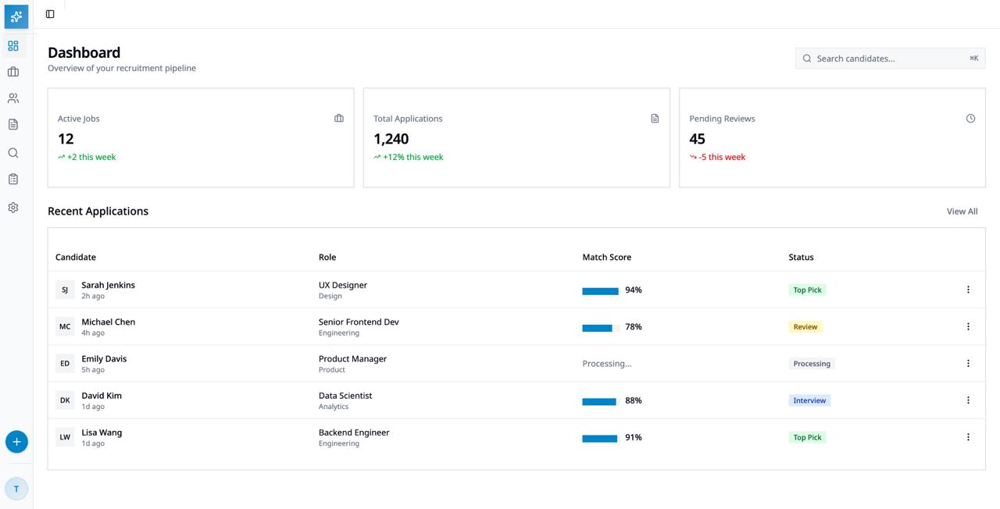 Dashboard
Overview of your recruitment pipeline
Search candidates...
⌘K
Active Jobs
12
+2 this week
Total Applications
1,240
+12% this week
Pending Reviews
45
-5 this week
Recent Applications
View All
Candidate Role Match Score Status
SJ Sarah Jenkins UX Designer 94% Top Pick
2h ago Design
MC Michael Chen Senior Frontend Dev 78% Review
4h ago Engineering
ED Emily Davis Product Manager Processing... Processing
5h ago Product
DK David Kim Data Scientist 88% Interview
1d ago Analytics
LW Lisa Wang Backend Engineer 91% Top Pick
1d ago Engineering
T